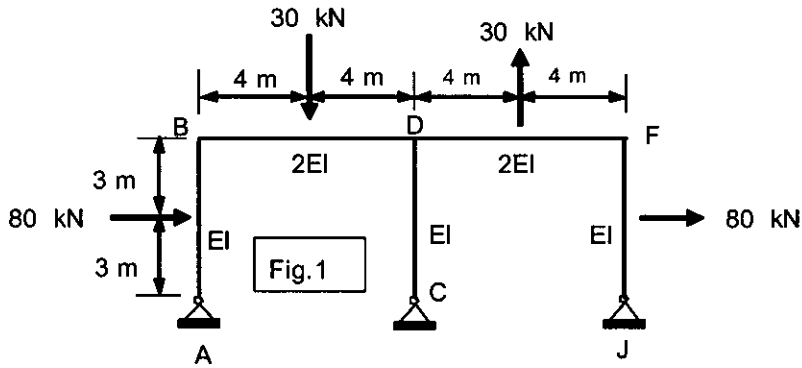 30 kN
30 kN
4 m 4 m 4 m 4 m
B D F
2EI 2EI
3 m
80 kN 80 kN
EI EI EI
3 m
Fig.1
C
A J